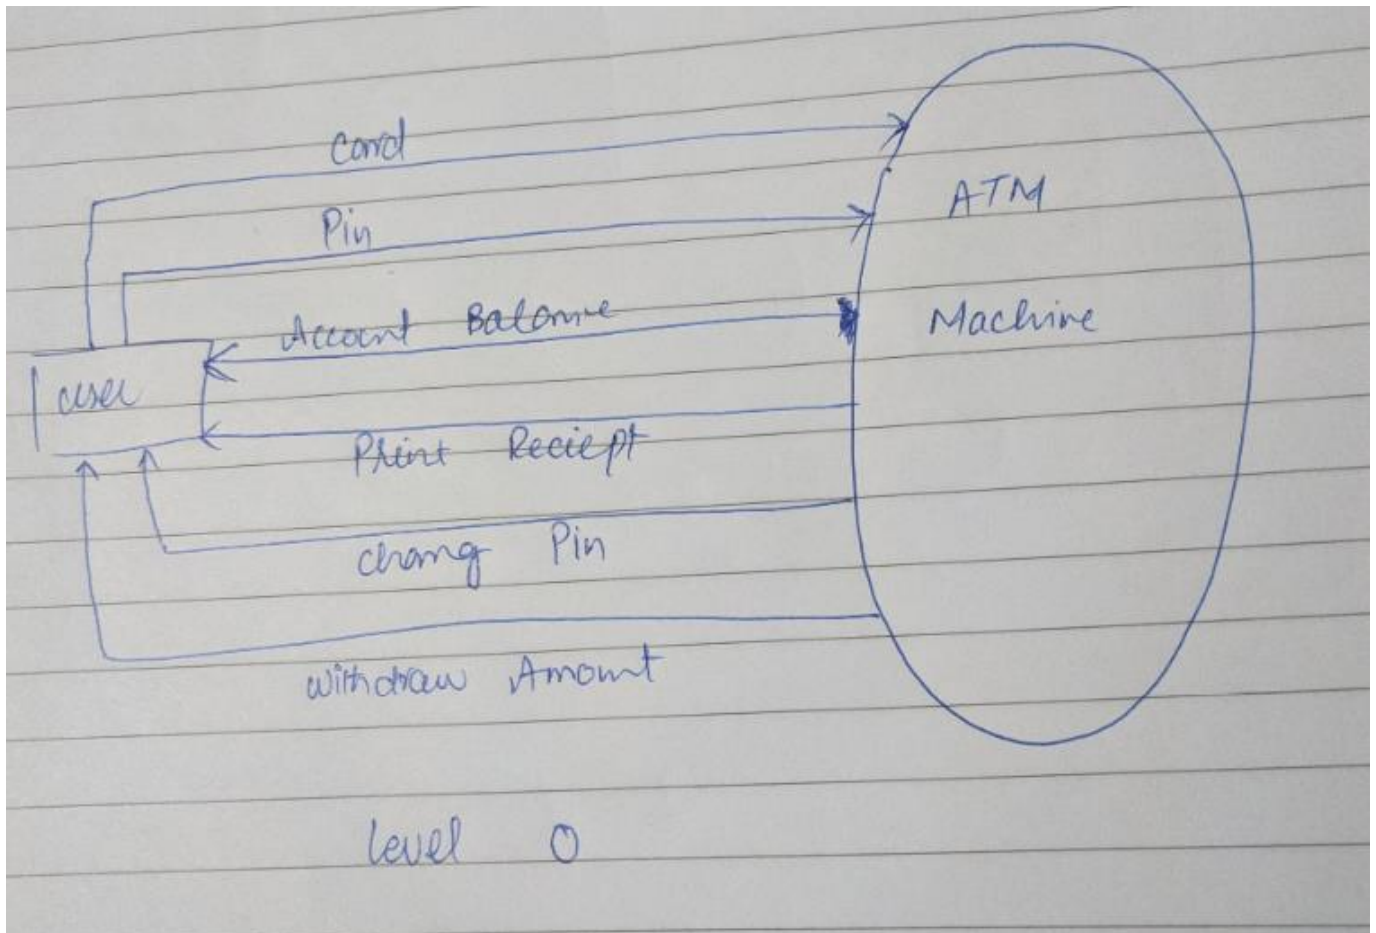 Card
Pin
ATM
Machine
Account Balance
user
Print Reciept
chang Pin
Withdraw Amount
Level 0